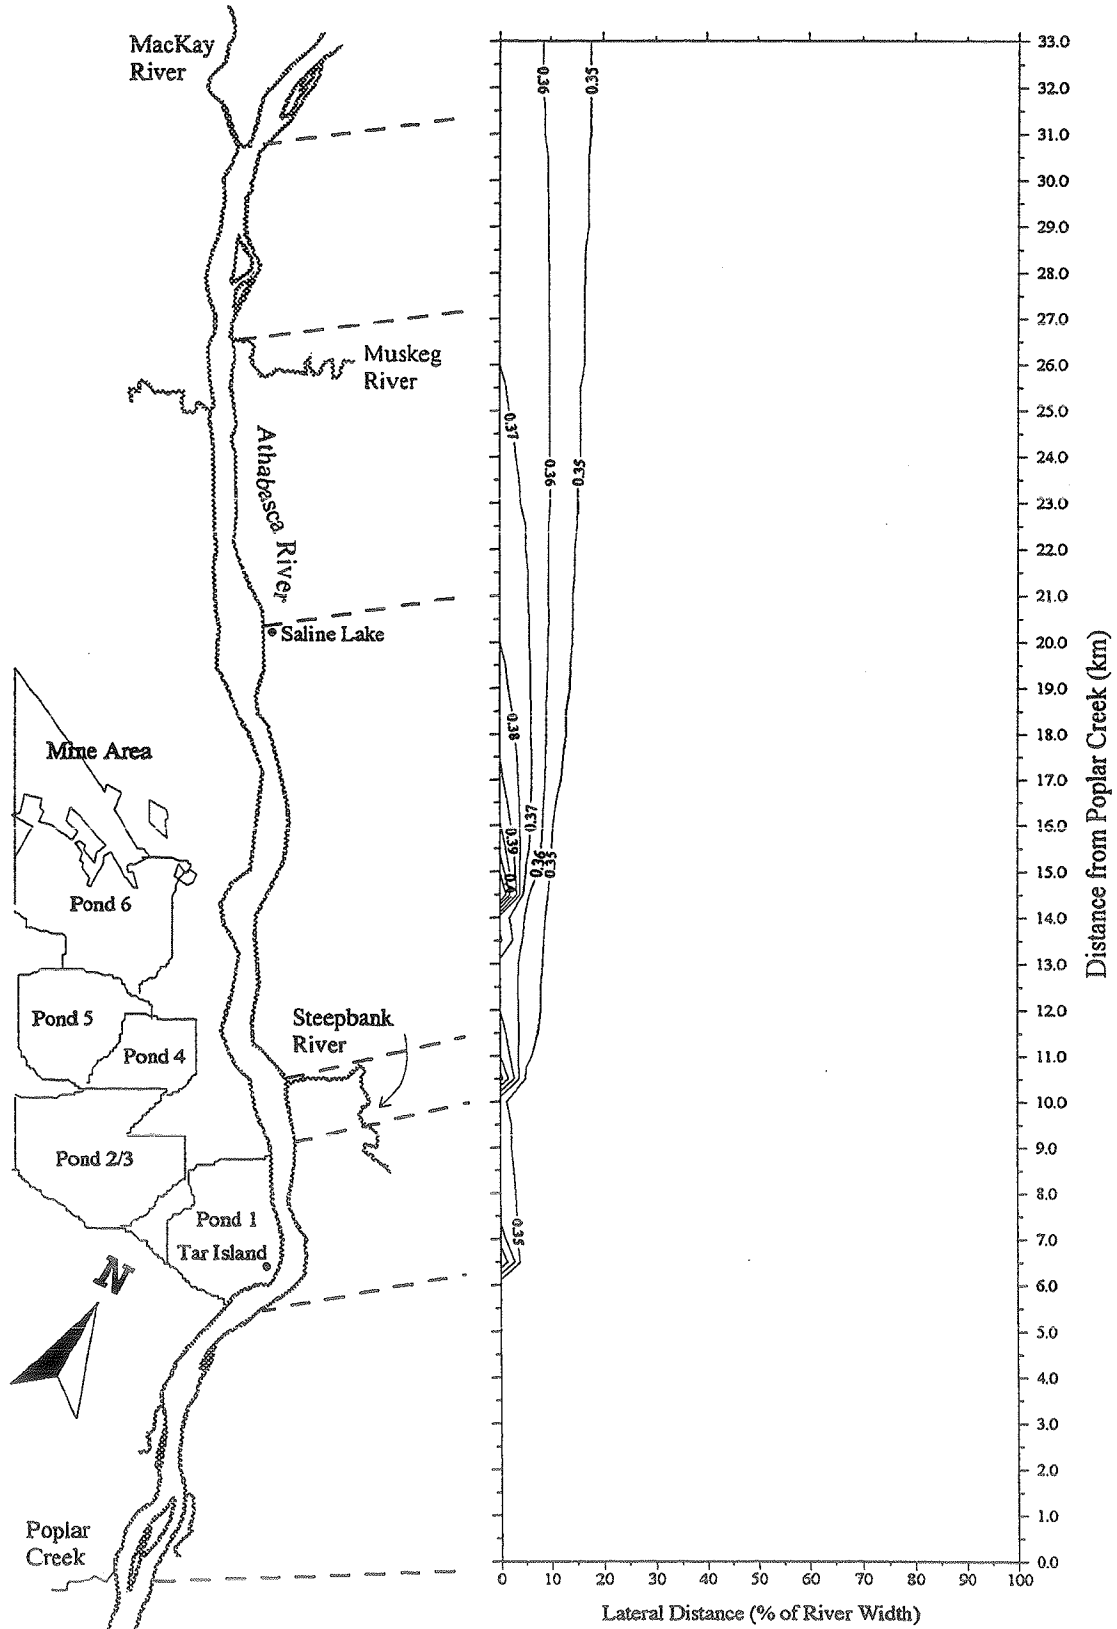 MacKay
River
Muskeg
River
Athabasca River
Saline Lake
Mine Area
Pond 6
Pond 5
Pond 4
Steepbank
River
Pond 2/3
Pond 1
Tar Island
N
Poplar
Creek
0.36
0.35
0.37
0.36
0.35
0.38
0.37
0.39
0.36
0.35
0.4
0.35
33.0
32.0
31.0
30.0
29.0
28.0
27.0
26.0
25.0
24.0
23.0
22.0
21.0
20.0
19.0
18.0
17.0
16.0
15.0
14.0
13.0
12.0
11.0
10.0
9.0
8.0
7.0
6.0
5.0
4.0
3.0
2.0
1.0
0.0
Distance from Poplar Creek (km)
0 10 20 30 40 50 60 70 80 90 100
Lateral Distance (% of River Width)